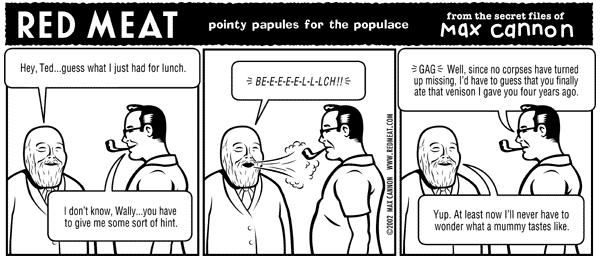 RED MEAT
pointy papules for the populace
from the secret files of
Max cannon
Hey, Ted...guess what I just had for lunch.
I don't know, Wally...you have
to give me some sort of hint.
BE-E-E-E-E-L-L-LCH!!
©2002 MAX CANNON WWW.REDMEAT.COM
GAG Well, since no corpses have turned
up missing, I'd have to guess that you finally
ate that venison I gave you four years ago.
Yup. At least now I'll never have to
wonder what a mummy tastes like.